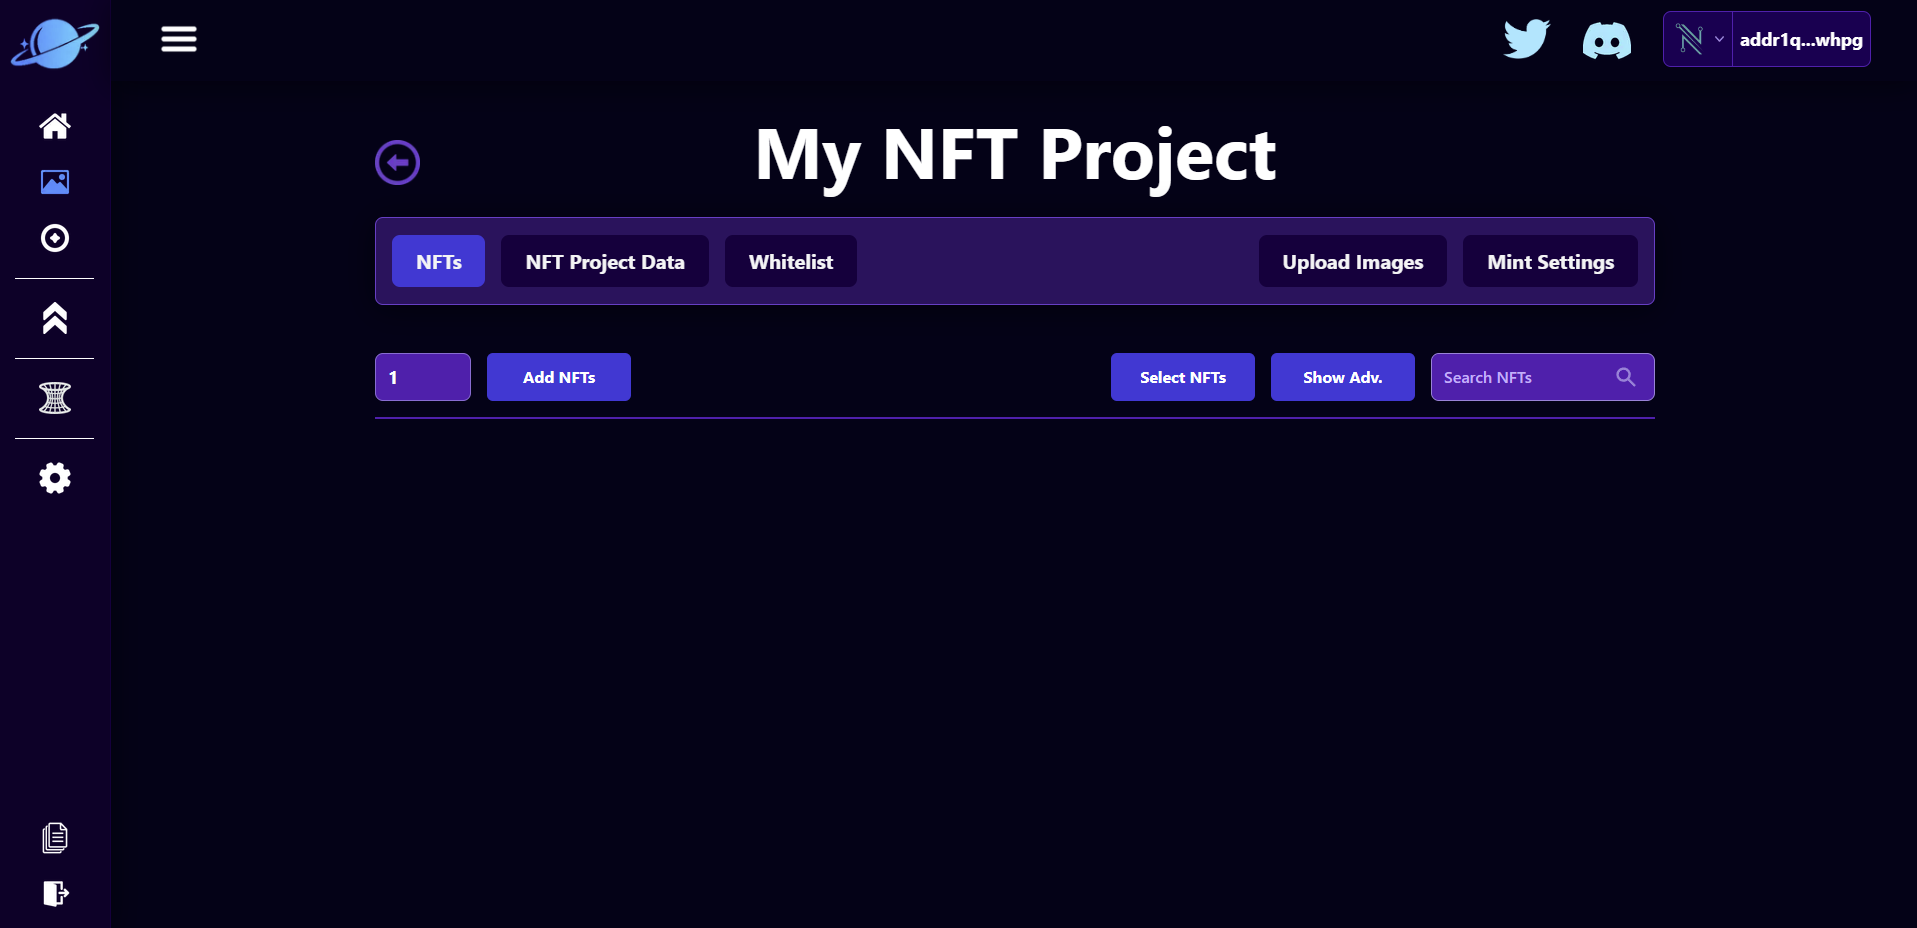 addr1q...whpg
My NFT Project
NFTs
NFT Project Data
Whitelist
Upload Images
Mint Settings
1
Add NFTs
Select NFTs
Show Adv.
Search NFTs